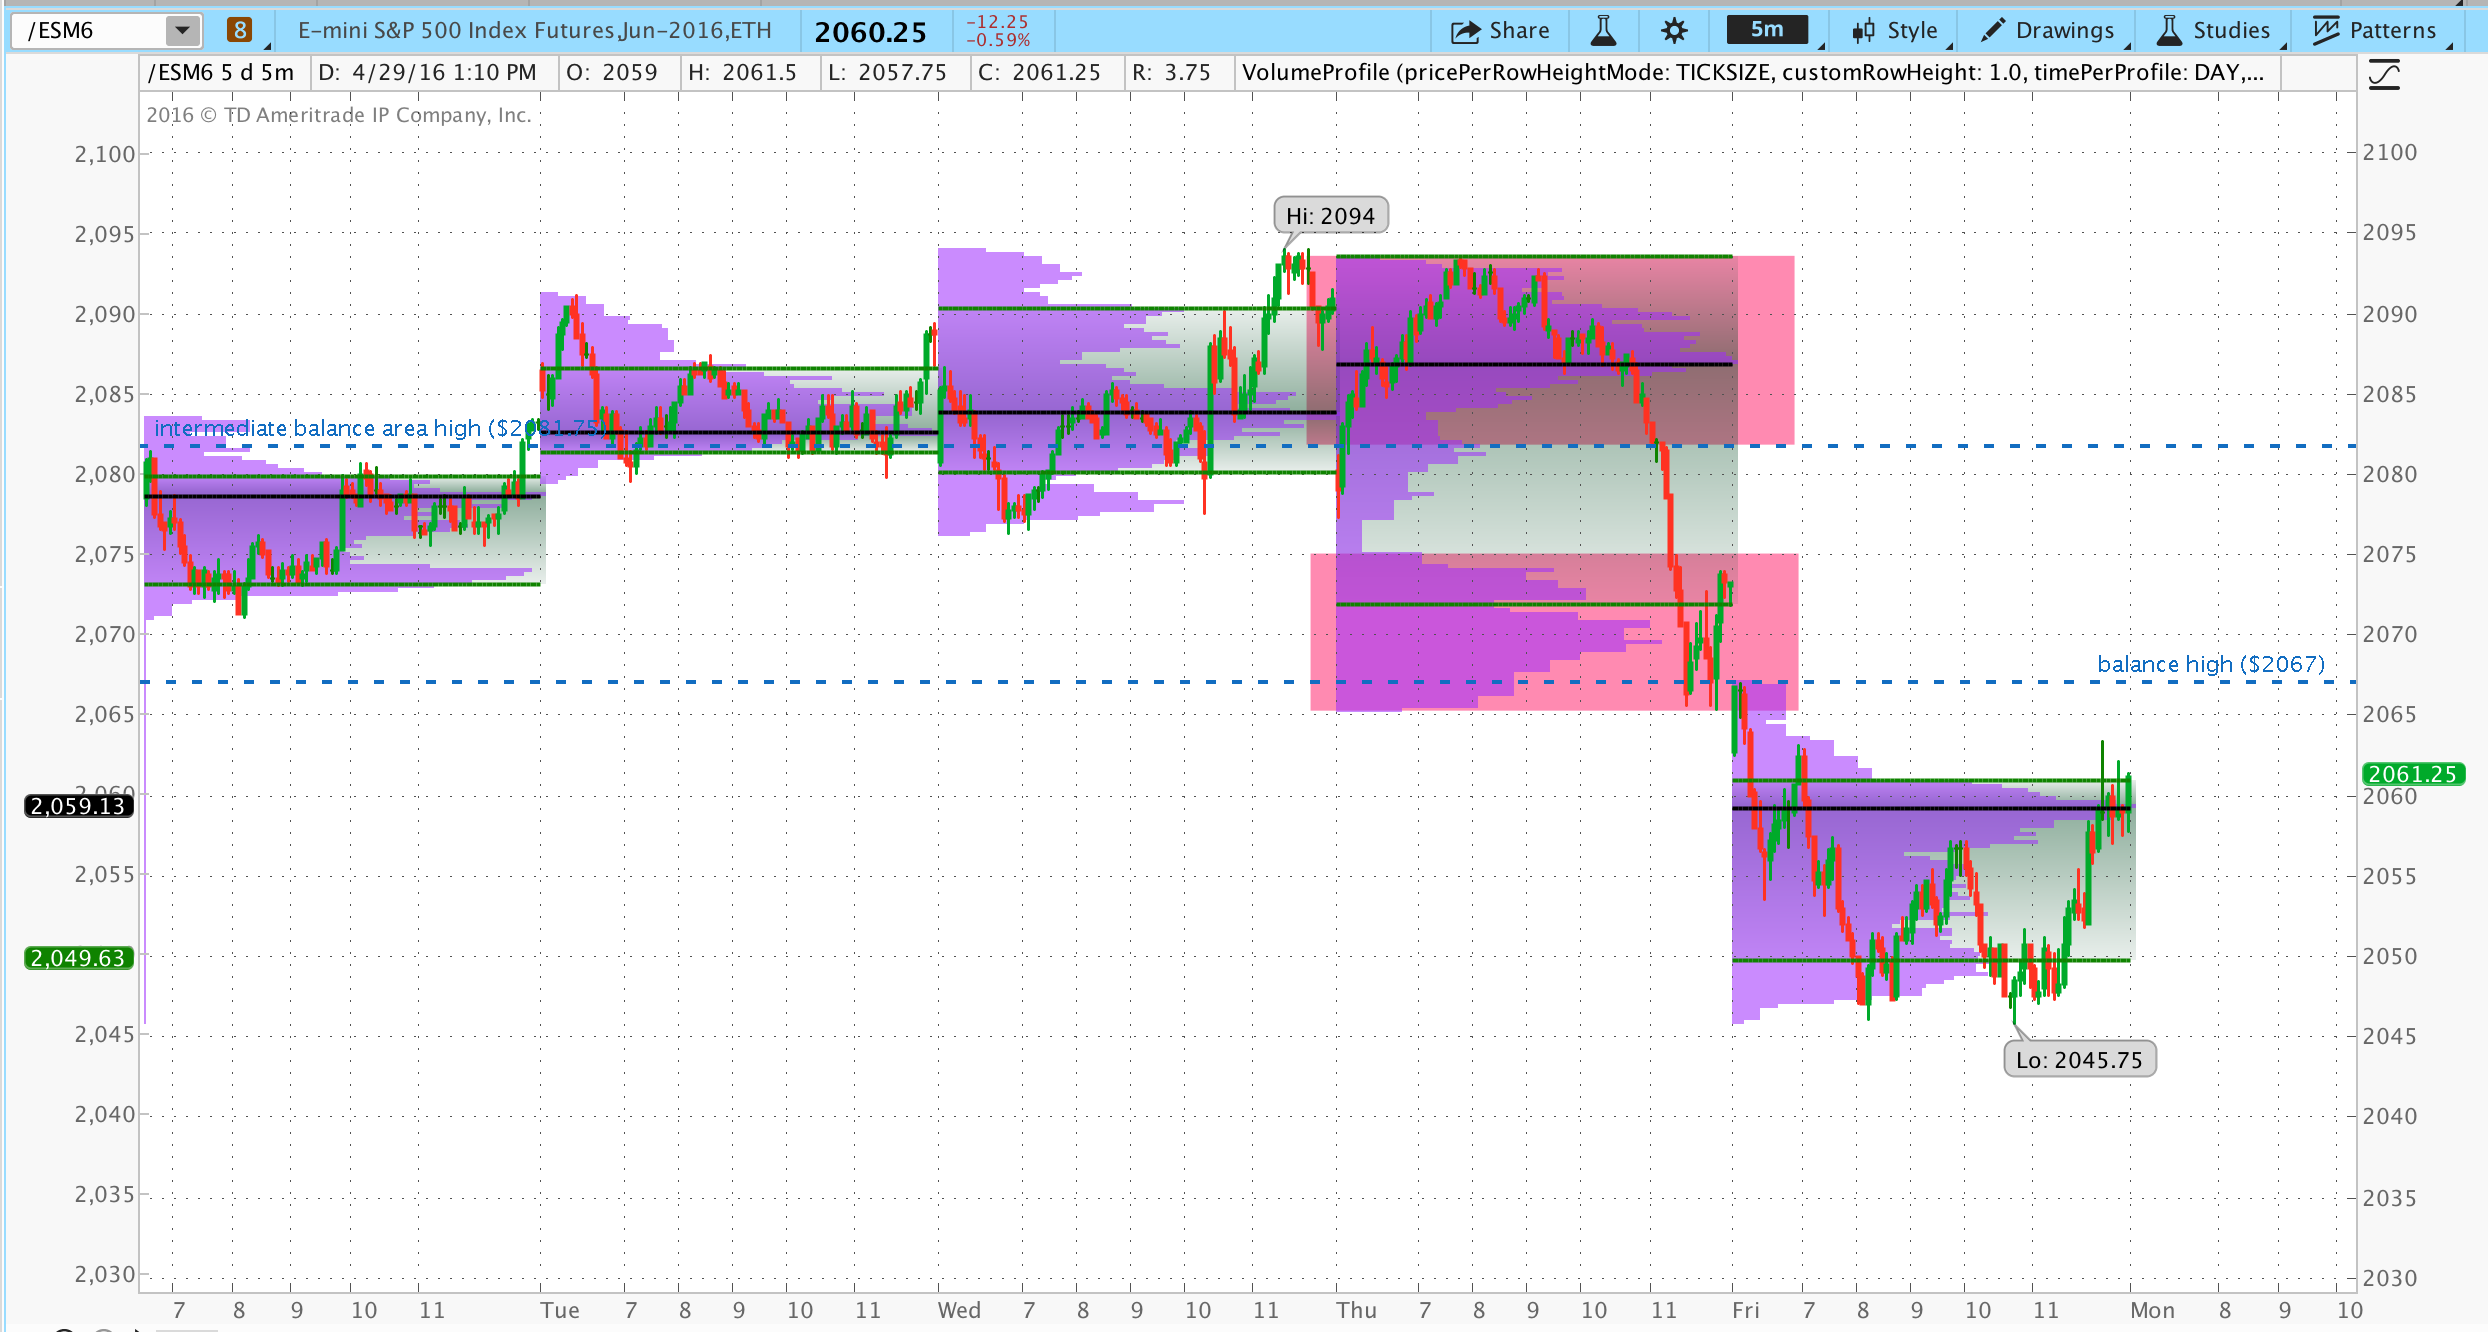 /ESM6 8 E-mini S&P 500 Index Futures,Jun-2016,ETH 2060.25 -12.25 -0.59% Share 5m Style Drawings Studies Patterns
/ESM6 5 d 5m D: 4/29/16 1:10 PM O: 2059 H: 2061.5 L: 2057.75 C: 2061.25 R: 3.75 VolumeProfile (pricePerRowHeightMode: TICKSIZE, customRowHeight: 1.0, timePerProfile: DAY,...
2016 © TD Ameritrade IP Company, Inc.
2,100 2100
Hi: 2094
2,095 2095
2,090 2090
2,085 2085
intermediate balance area high ($2081.75)
2,080 2080
2,075 2075
2,070 2070
balance high ($2067)
2,065 2065
2061.25
2,060 2060
2,059.13
2,055 2055
2,049.63 2050
2,045 2045
Lo: 2045.75
2,040 2040
2,035 2035
2,030 2030
7 8 9 10 11 Tue 7 8 9 10 11 Wed 7 8 9 10 11 Thu 7 8 9 10 11 Fri 7 8 9 10 11 Mon 8 9 10